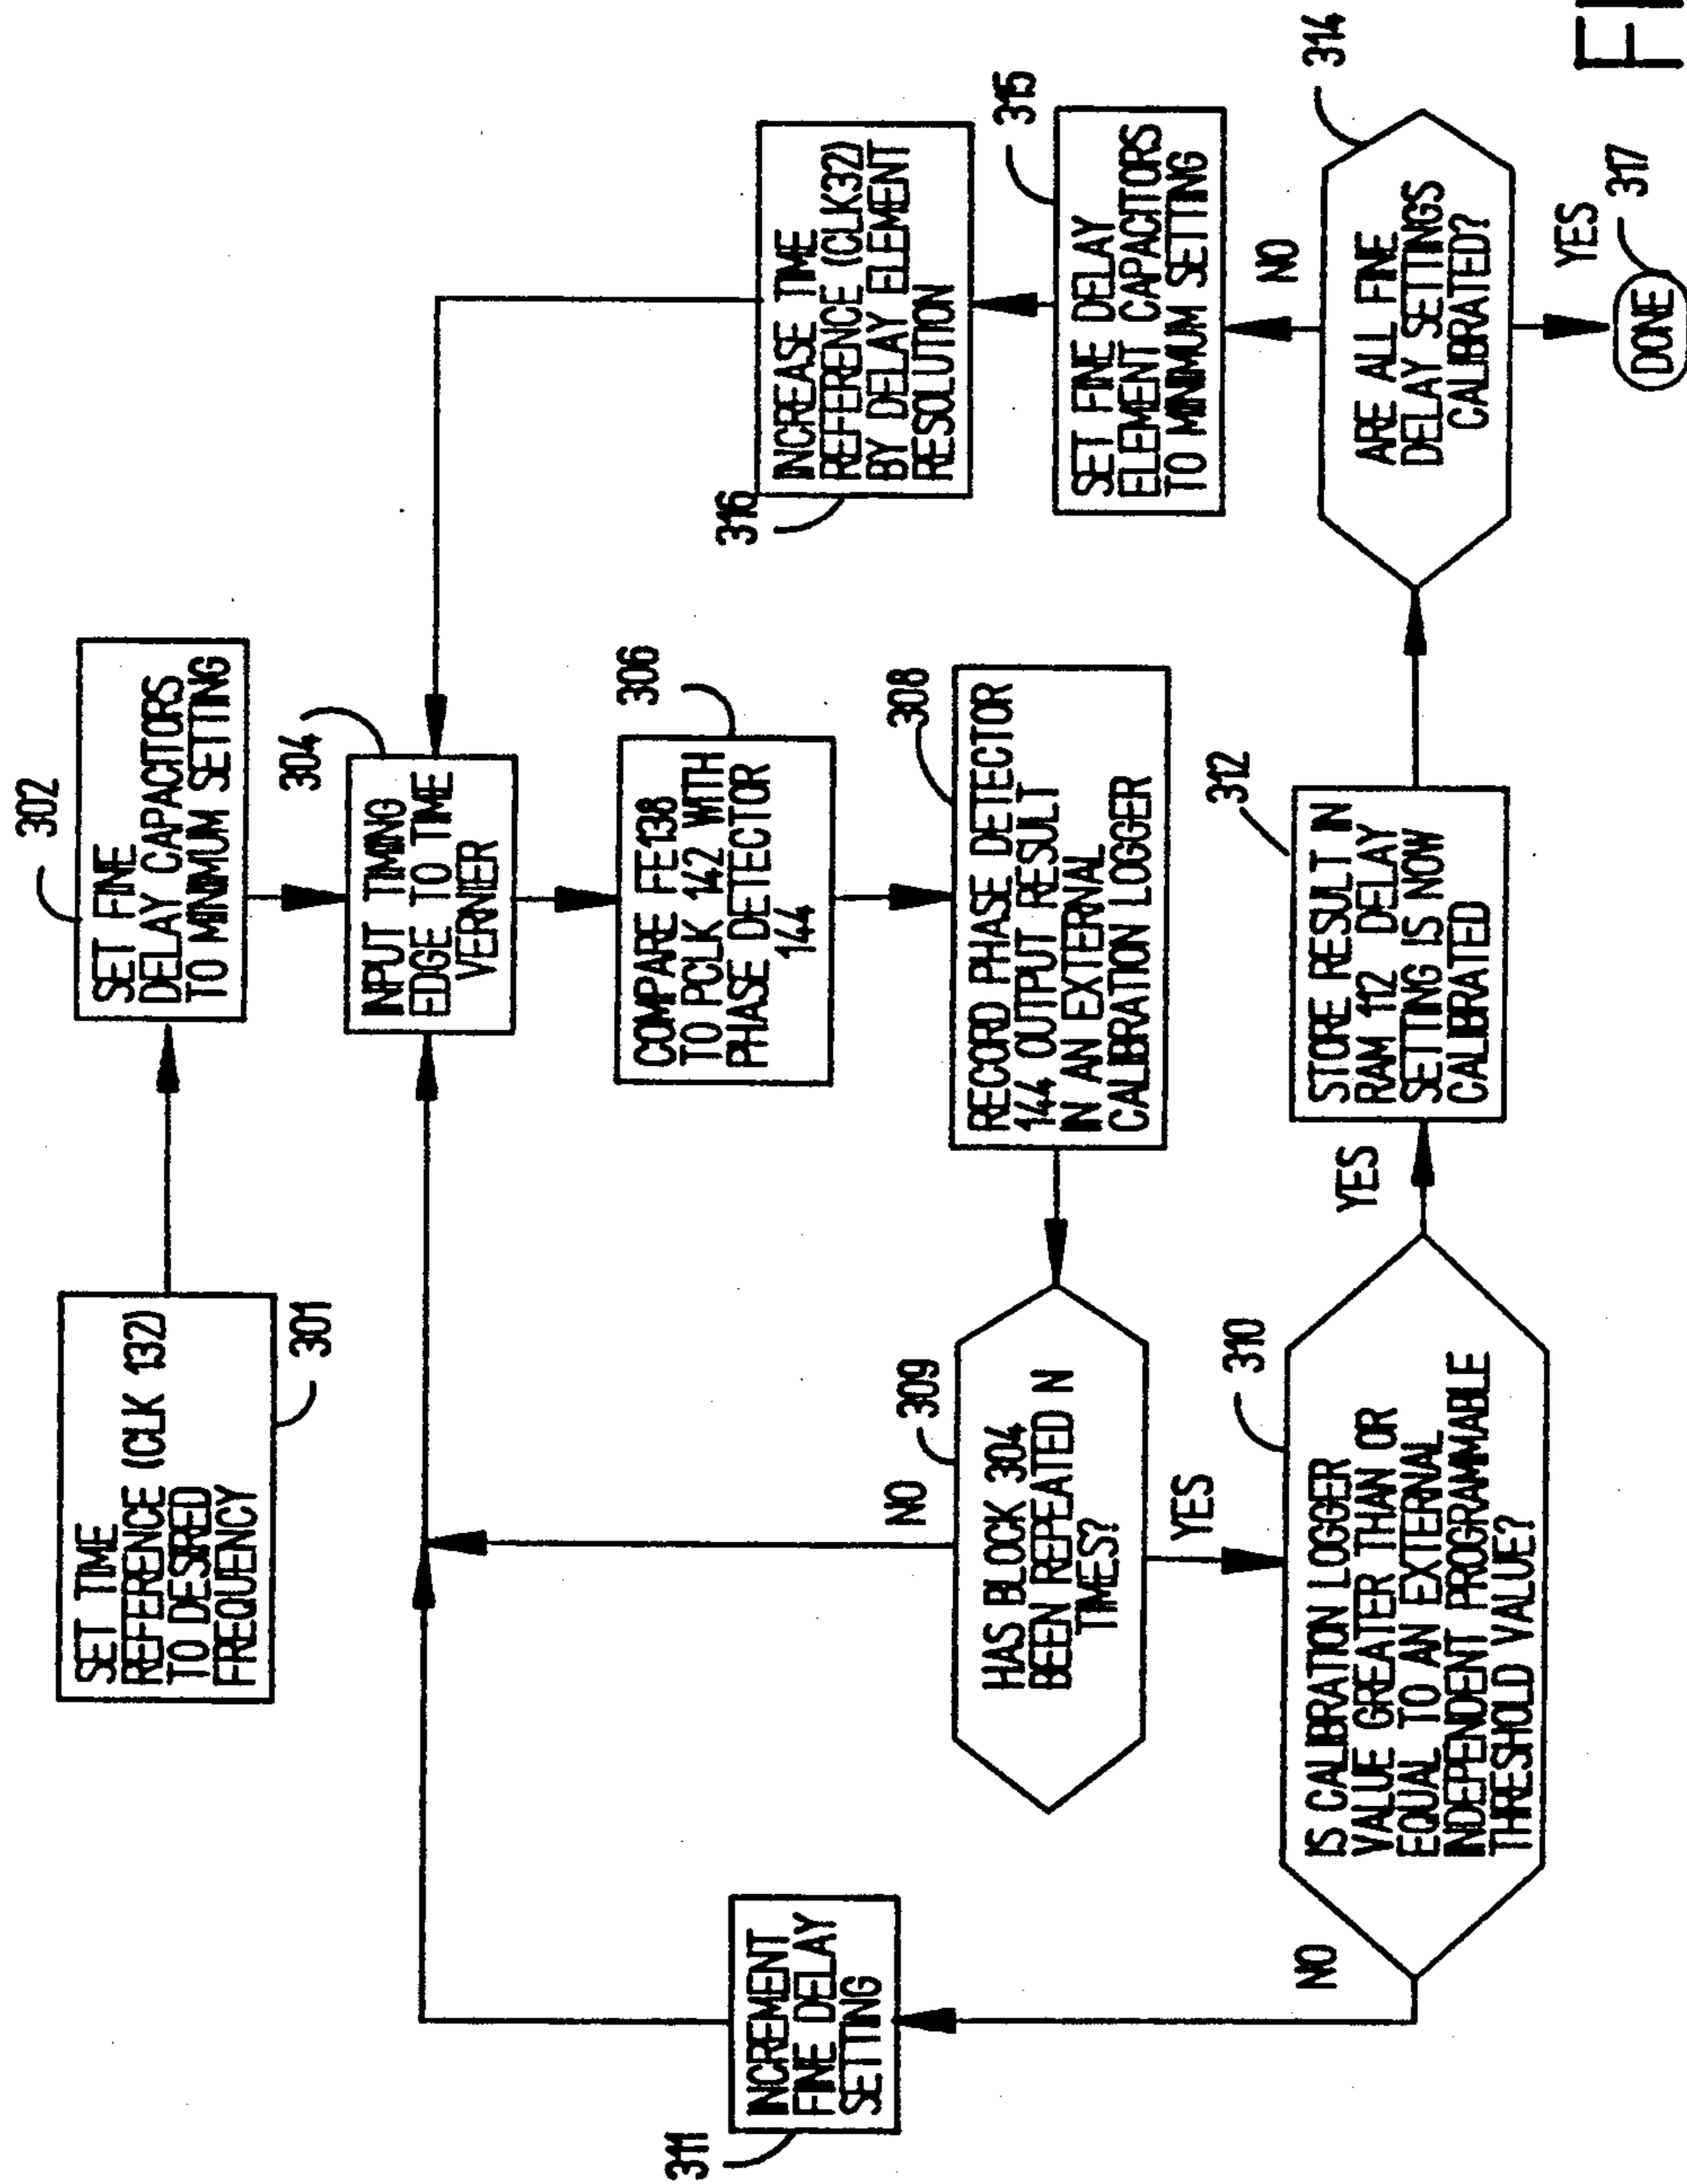 SET TIME
REFERENCE (CLK 132)
TO DESIRED
FREQUENCY
301
SET FINE
DELAY CAPACITORS
TO MINIMUM SETTING
302
INPUT TIMING
EDGE TO TIME
VERNIER
304
COMPARE FE138
TO PCLK 142 WITH
PHASE DETECTOR
144
306
RECORD PHASE DETECTOR
144 OUTPUT RESULT
IN AN EXTERNAL
CALIBRATION LOGGER
308
HAS BLOCK 304
BEEN REPEATED N
TIMES?
309
NO
YES
IS CALIBRATION LOGGER
VALUE GREATER THAN OR
EQUAL TO AN EXTERNAL
INDEPENDENT PROGRAMMABLE
THRESHOLD VALUE?
310
NO
YES
INCREMENT
FINE DELAY
SETTING
311
STORE RESULT IN
RAM 112 DELAY
SETTING IS NOW
CALIBRATED
312
ARE ALL FINE
DELAY SETTINGS
CALIBRATED?
314
NO
YES
SET FINE DELAY
ELEMENT CAPACITORS
TO MINIMUM SETTING
315
INCREASE TIME
REFERENCE (CLK32)
BY DELAY ELEMENT
RESOLUTION
316
DONE
317